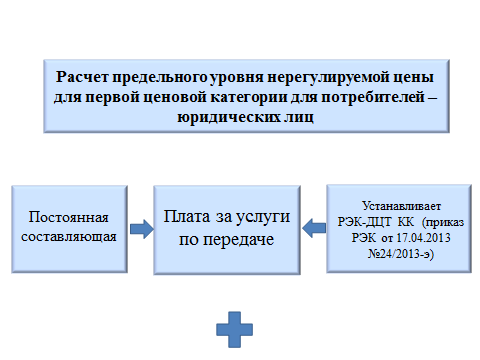 Расчет предельного уровня нерегулируемой цены
для первой ценовой категории для потребителей –
юридических лиц
Постоянная
составляющая
Плата за услуги
по передаче
Устанавливает
РЭК-ДЦТ КК (приказ
РЭК от 17.04.2013
№24/2013-э)